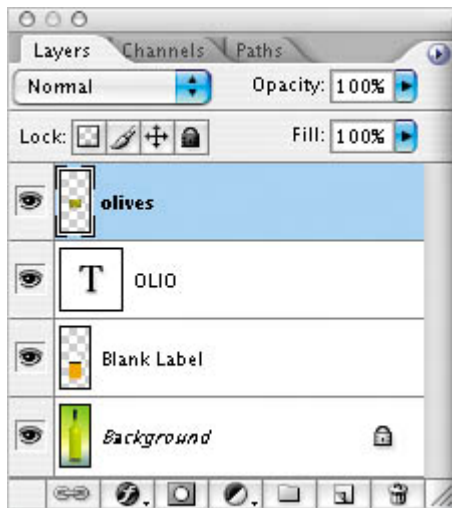 Layers Channels Paths
Normal Opacity: 100%
Lock: Fill: 100%
olives
T OLIO
Blank Label
Background